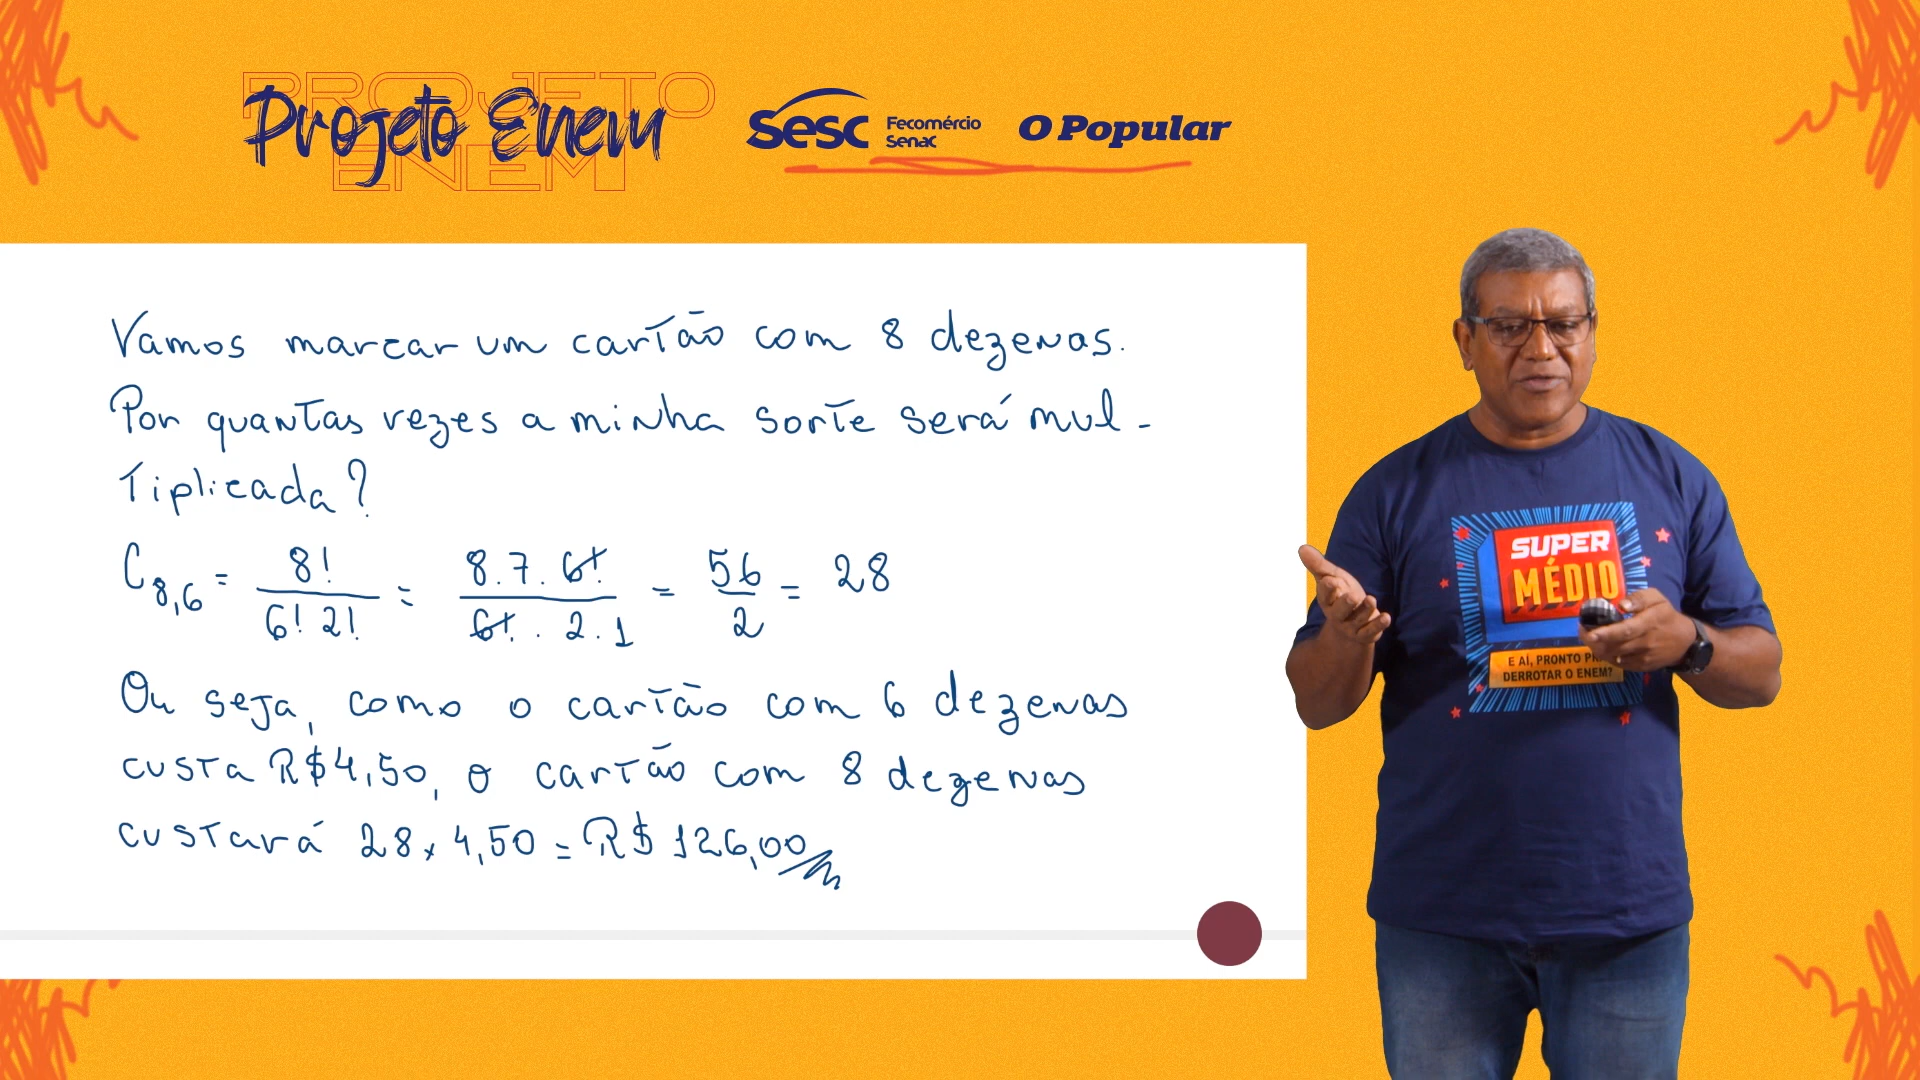 PROJETO
Projeto Enem
ENEM
Sesc
Fecomércio
Senac
O Popular
Vamos marcar um cartão com 8 dezenas.
Por quantas vezes a minha sorte será mul-
tiplicada?
C8,6 = 8! / 6! 2! = 8.7.6! / 6!.2.1 = 56 / 2 = 28
Ou seja, como o cartão com 6 dezenas
custa R$4,50, o cartão com 8 dezenas
custará 28 x 4,50 = R$ 126,00
SUPER
MÉDIO
E AÍ, PRONTO PR
DERROTAR O ENEM?